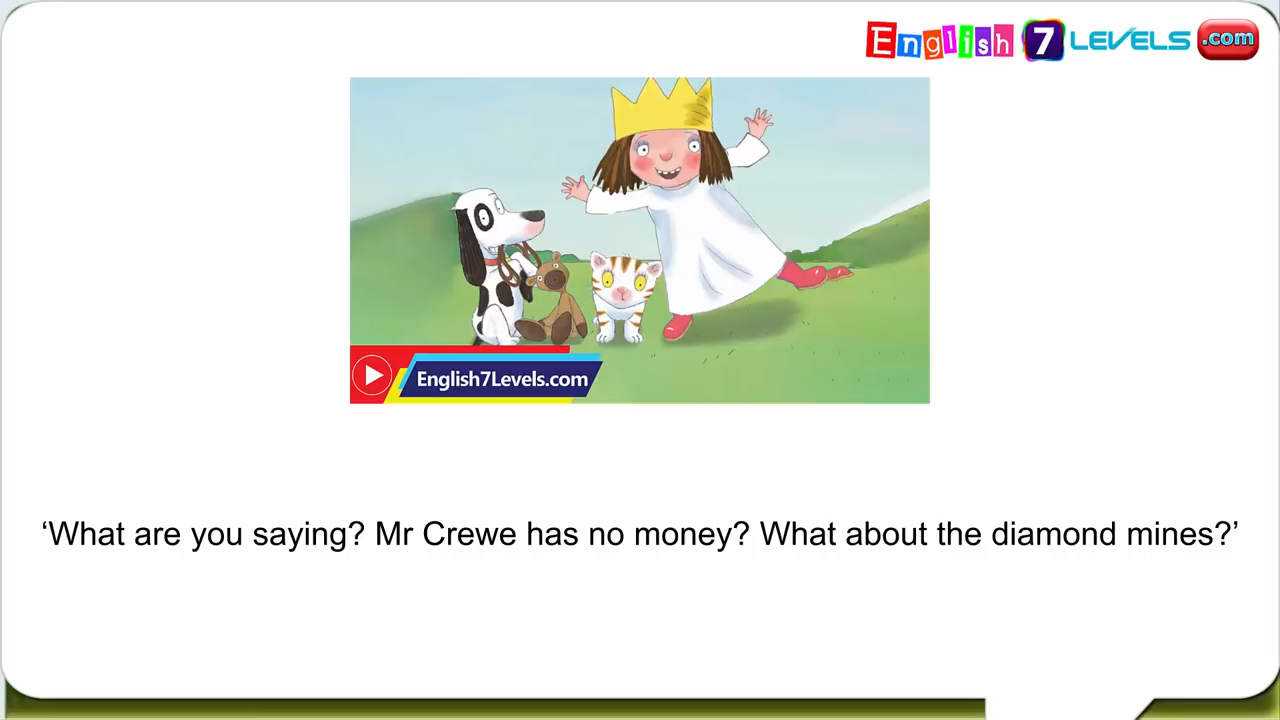 English 7 LEVELS .com
English7Levels.com
‘What are you saying? Mr Crewe has no money? What about the diamond mines?’